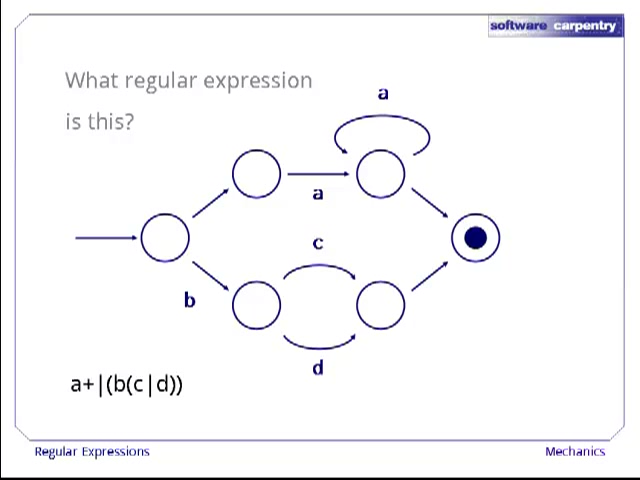 software carpentry
What regular expression
is this?
a
a
c
b
d
a+|(b(c|d))
Regular Expressions
Mechanics